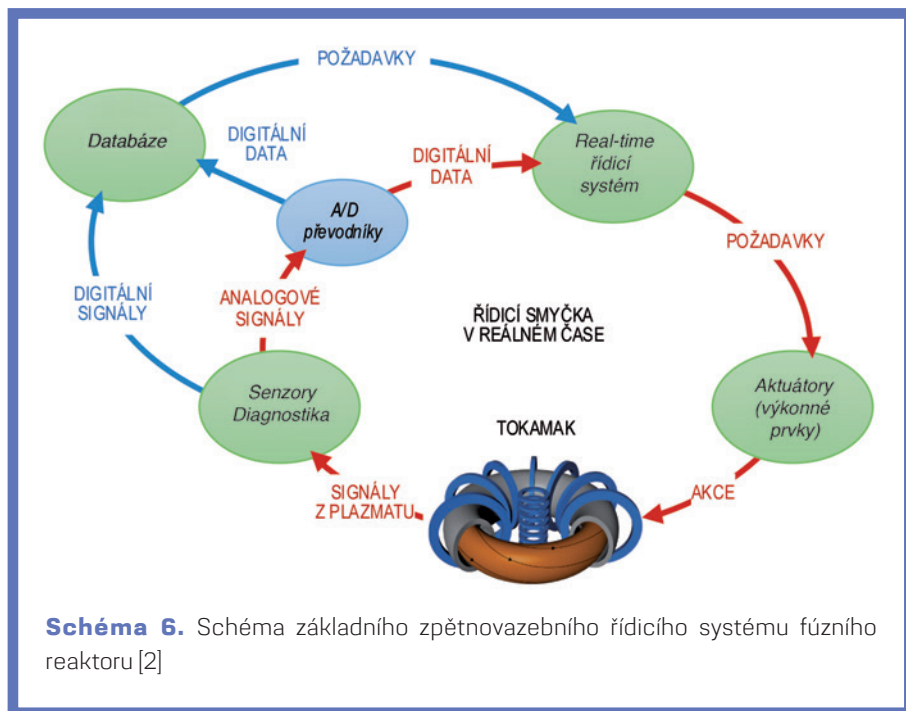 POŽADAVKY
Databáze
DIGITÁLNÍ
DATA
DIGITÁLNÍ
DATA
Real-time
řídicí
systém
A/D
převodníky
POŽADAVKY
DIGITÁLNÍ
SIGNÁLY
ANALOGOVÉ
SIGNÁLY
ŘÍDICÍ SMYČKA
V REÁLNÉM ČASE
Senzory
Diagnostika
Aktuátory
(výkonné
prvky)
TOKAMAK
SIGNÁLY
Z PLAZMATU
AKCE
Schéma 6. Schéma základního zpětnovazebního řídicího systému fúzního
reaktoru [2]